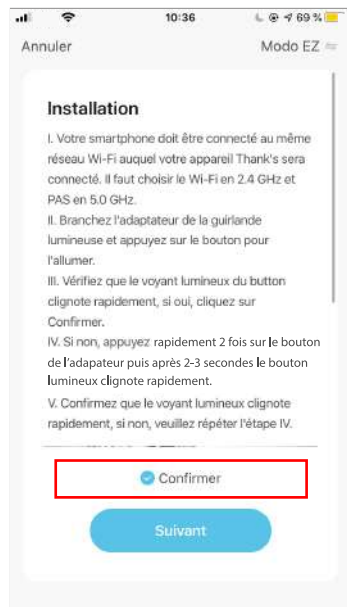 10:36 69 %
Annuler Modo EZ
Installation
I. Votre smartphone doit être connecté au même
réseau Wi-Fi auquel votre appareil Thank's sera
connecté. Il faut choisir le Wi-Fi en 2.4 GHz et
PAS en 5.0 GHz.
II. Branchez l'adaptateur de la guirlande
lumineuse et appuyez sur le bouton pour
l'allumer.
III. Vérifiez que le voyant lumineux du button
clignote rapidement, si oui, cliquez sur
Confirmer.
IV. Si non, appuyez rapidement 2 fois sur le bouton
de l'adapateur puis après 2-3 secondes le bouton
lumineux clignote rapidement.
V. Confirmez que le voyant lumineux clignote
rapidement, si non, veuillez répéter l'étape IV.
Confirmer
Suivant